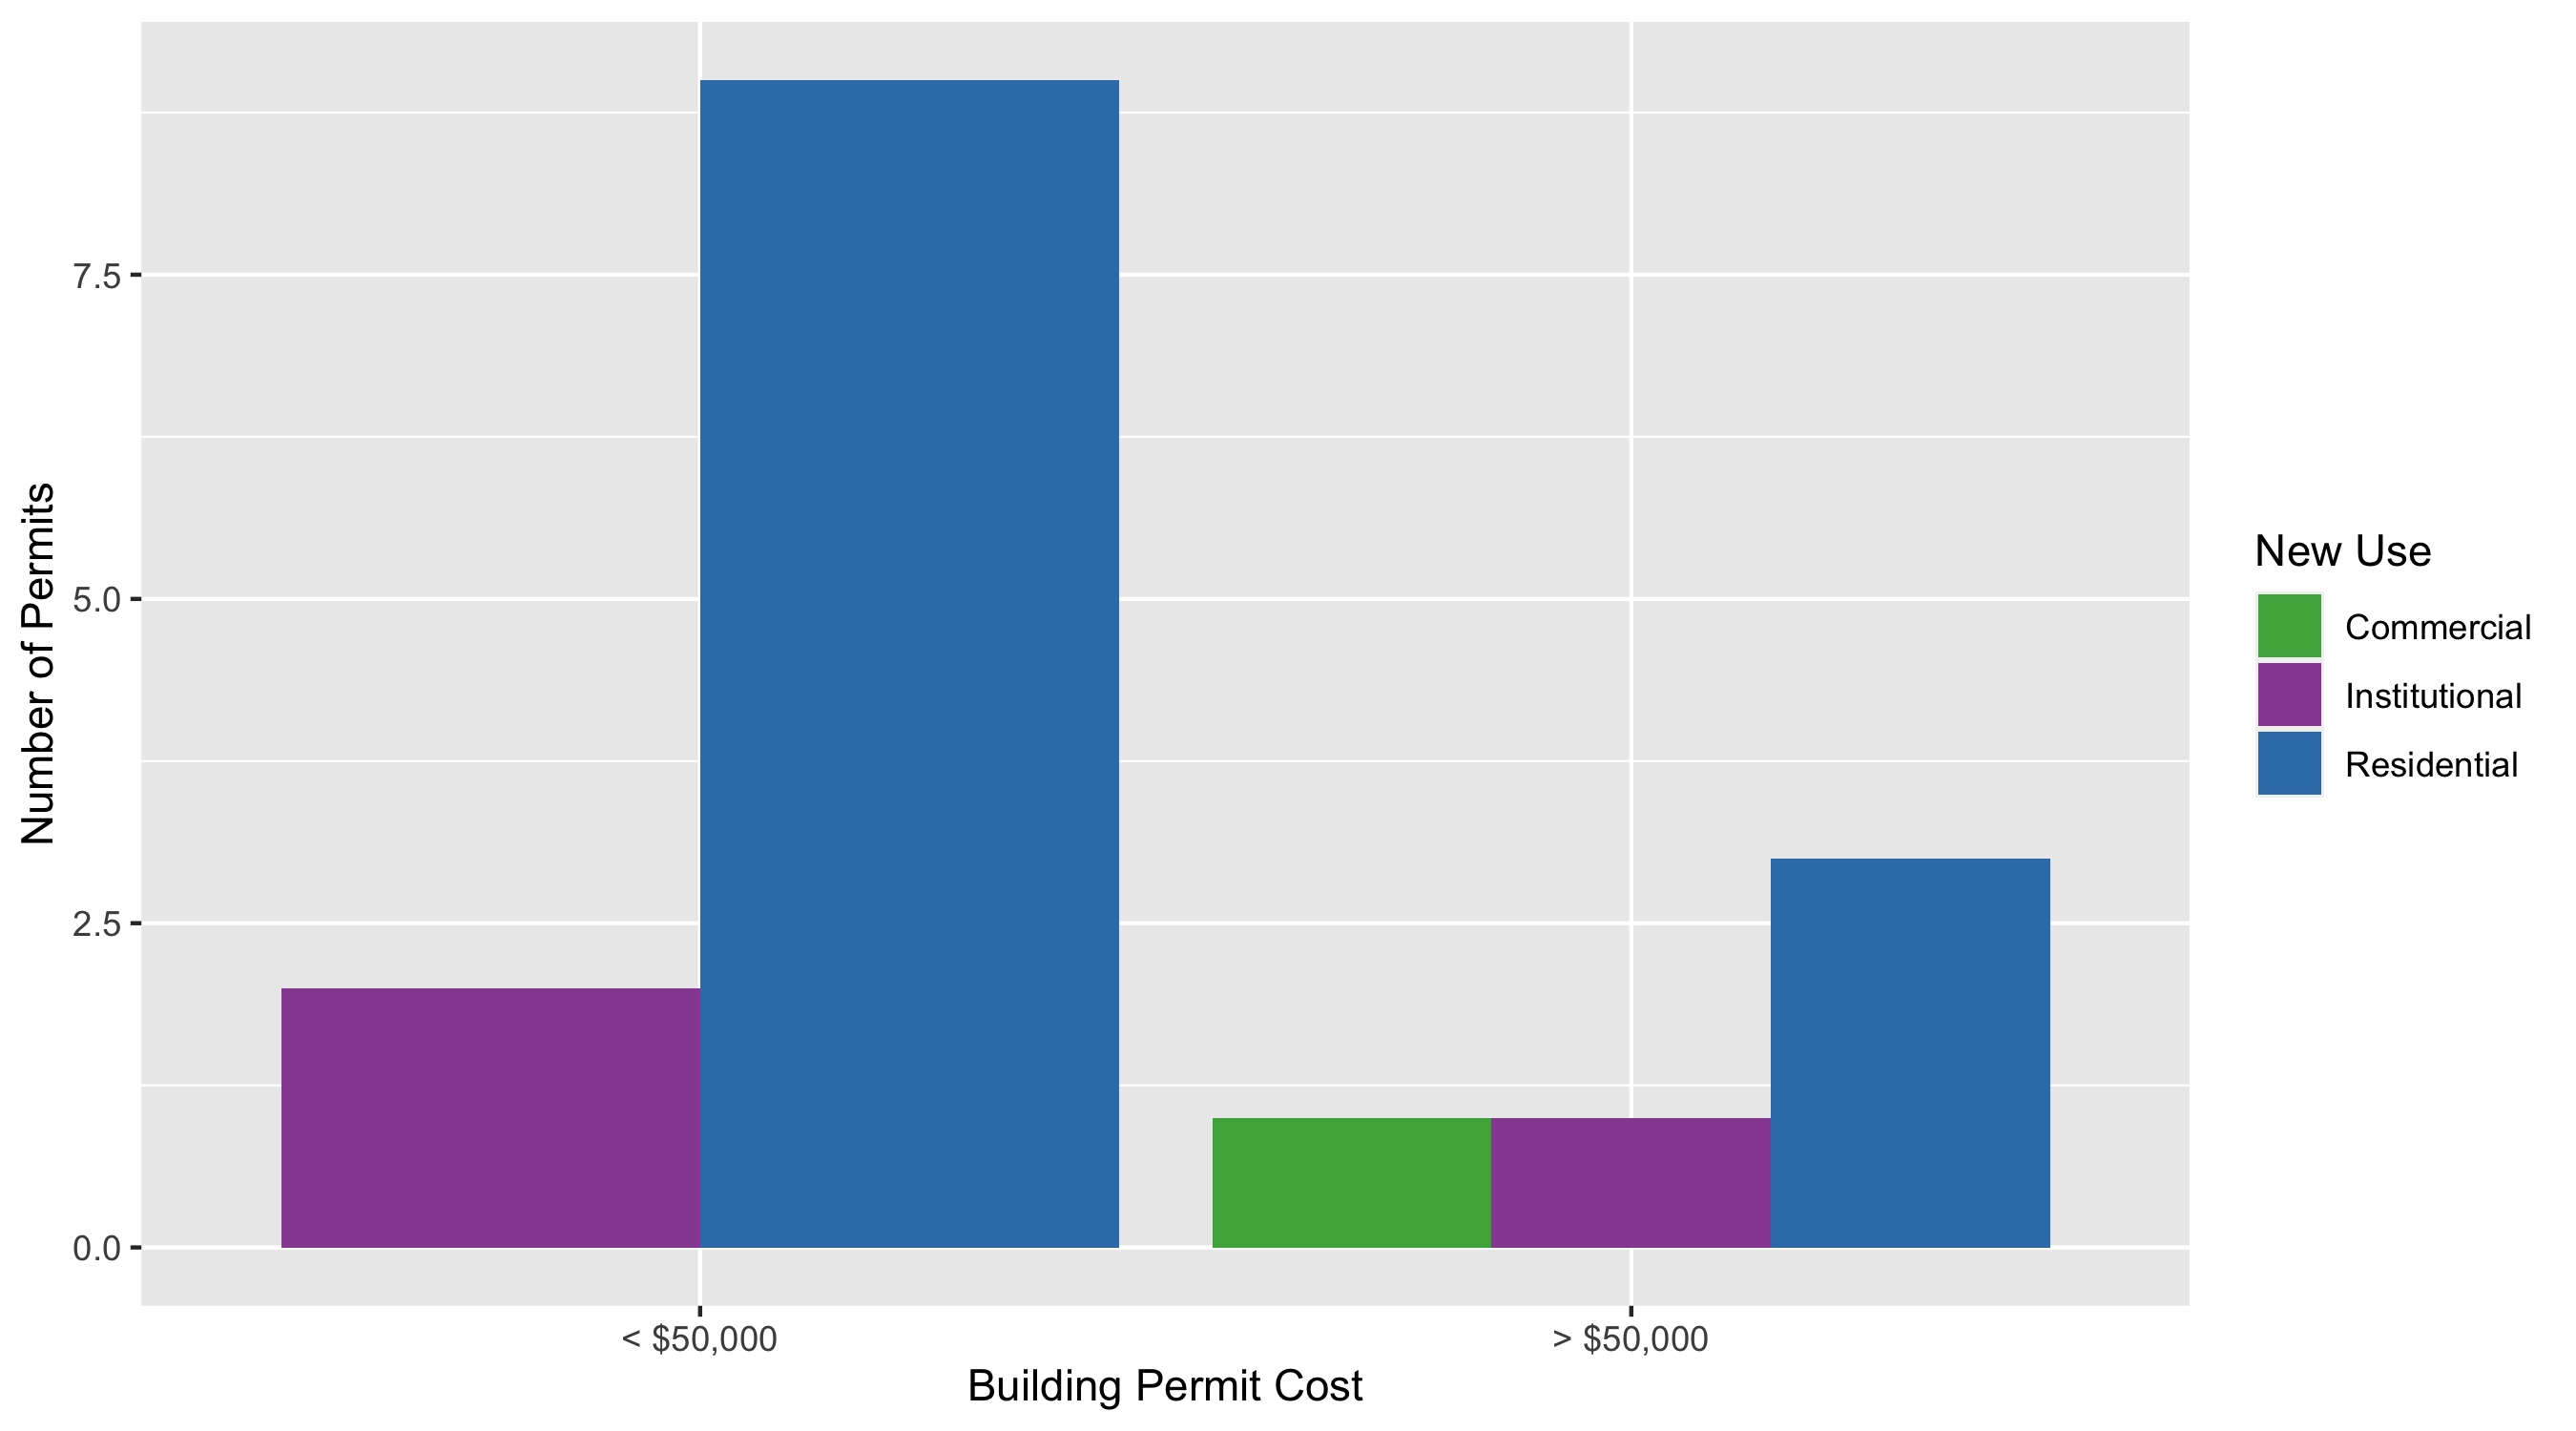 Number of Permits
7.5
5.0
2.5
0.0
< $50,000
> $50,000
Building Permit Cost
New Use
Commercial
Institutional
Residential